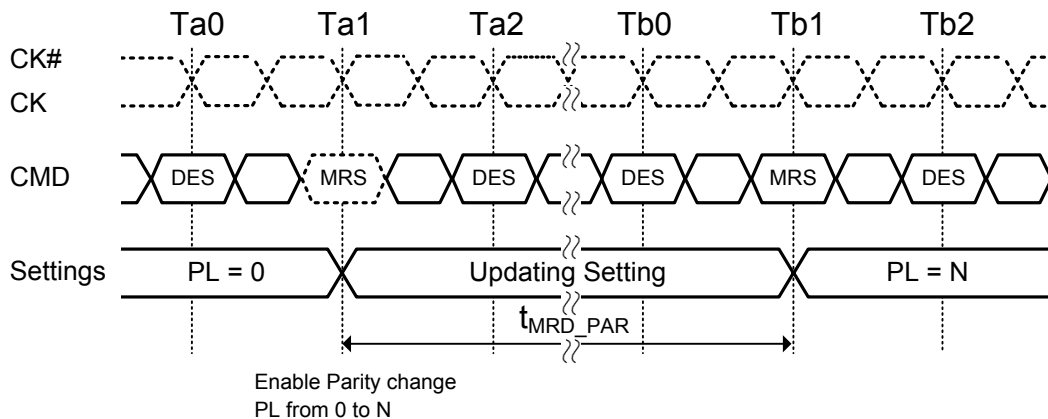 Ta0 Ta1 Ta2 Tb0 Tb1 Tb2
CK#
CK
CMD DES MRS DES DES MRS DES
Settings PL = 0 Updating Setting PL = N
tMRD_PAR
Enable Parity change
PL from 0 to N